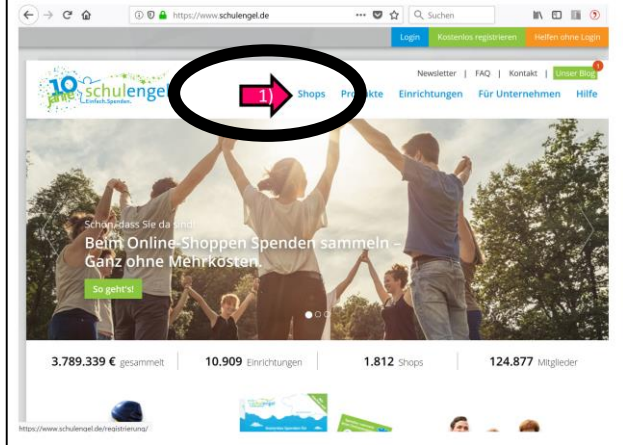 https://www.schulengel.de
Suchen
Login
Kostenlos registrieren
Helfen ohne Login
Newsletter | FAQ | Kontakt | Unser Blog
1
10 Jahre schulengel
Einfach.Spenden.
1)
Shops
Einrichtungen
Für Unternehmen
Hilfe
Schön, dass Sie da sind!
Beim Online-Shoppen Spenden sammeln –
Ganz ohne Mehrkosten.
So geht's!
3.789.339 € gesammelt
10.909 Einrichtungen
1.812 Shops
124.877 Mitglieder
https://www.schulengel.de/registrierung/